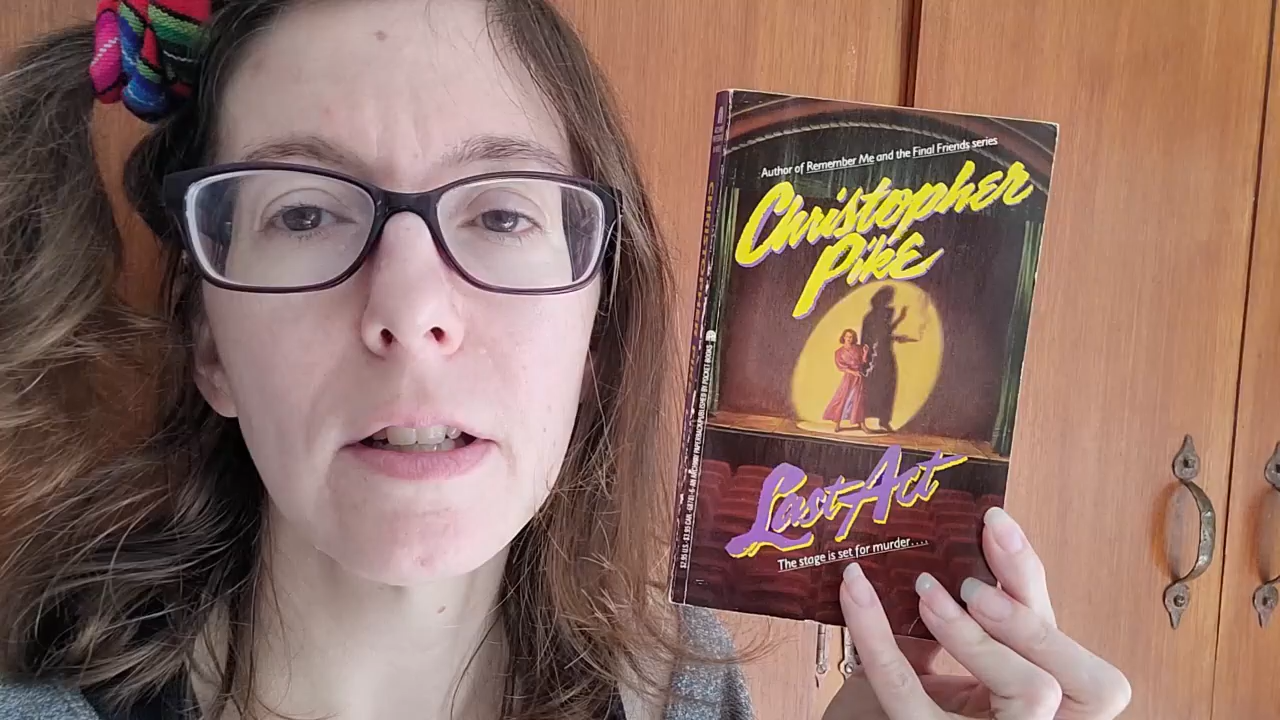 Author of Remember Me and the Final Friends series
Christopher
Pike
Last Act
The stage is set for murder....